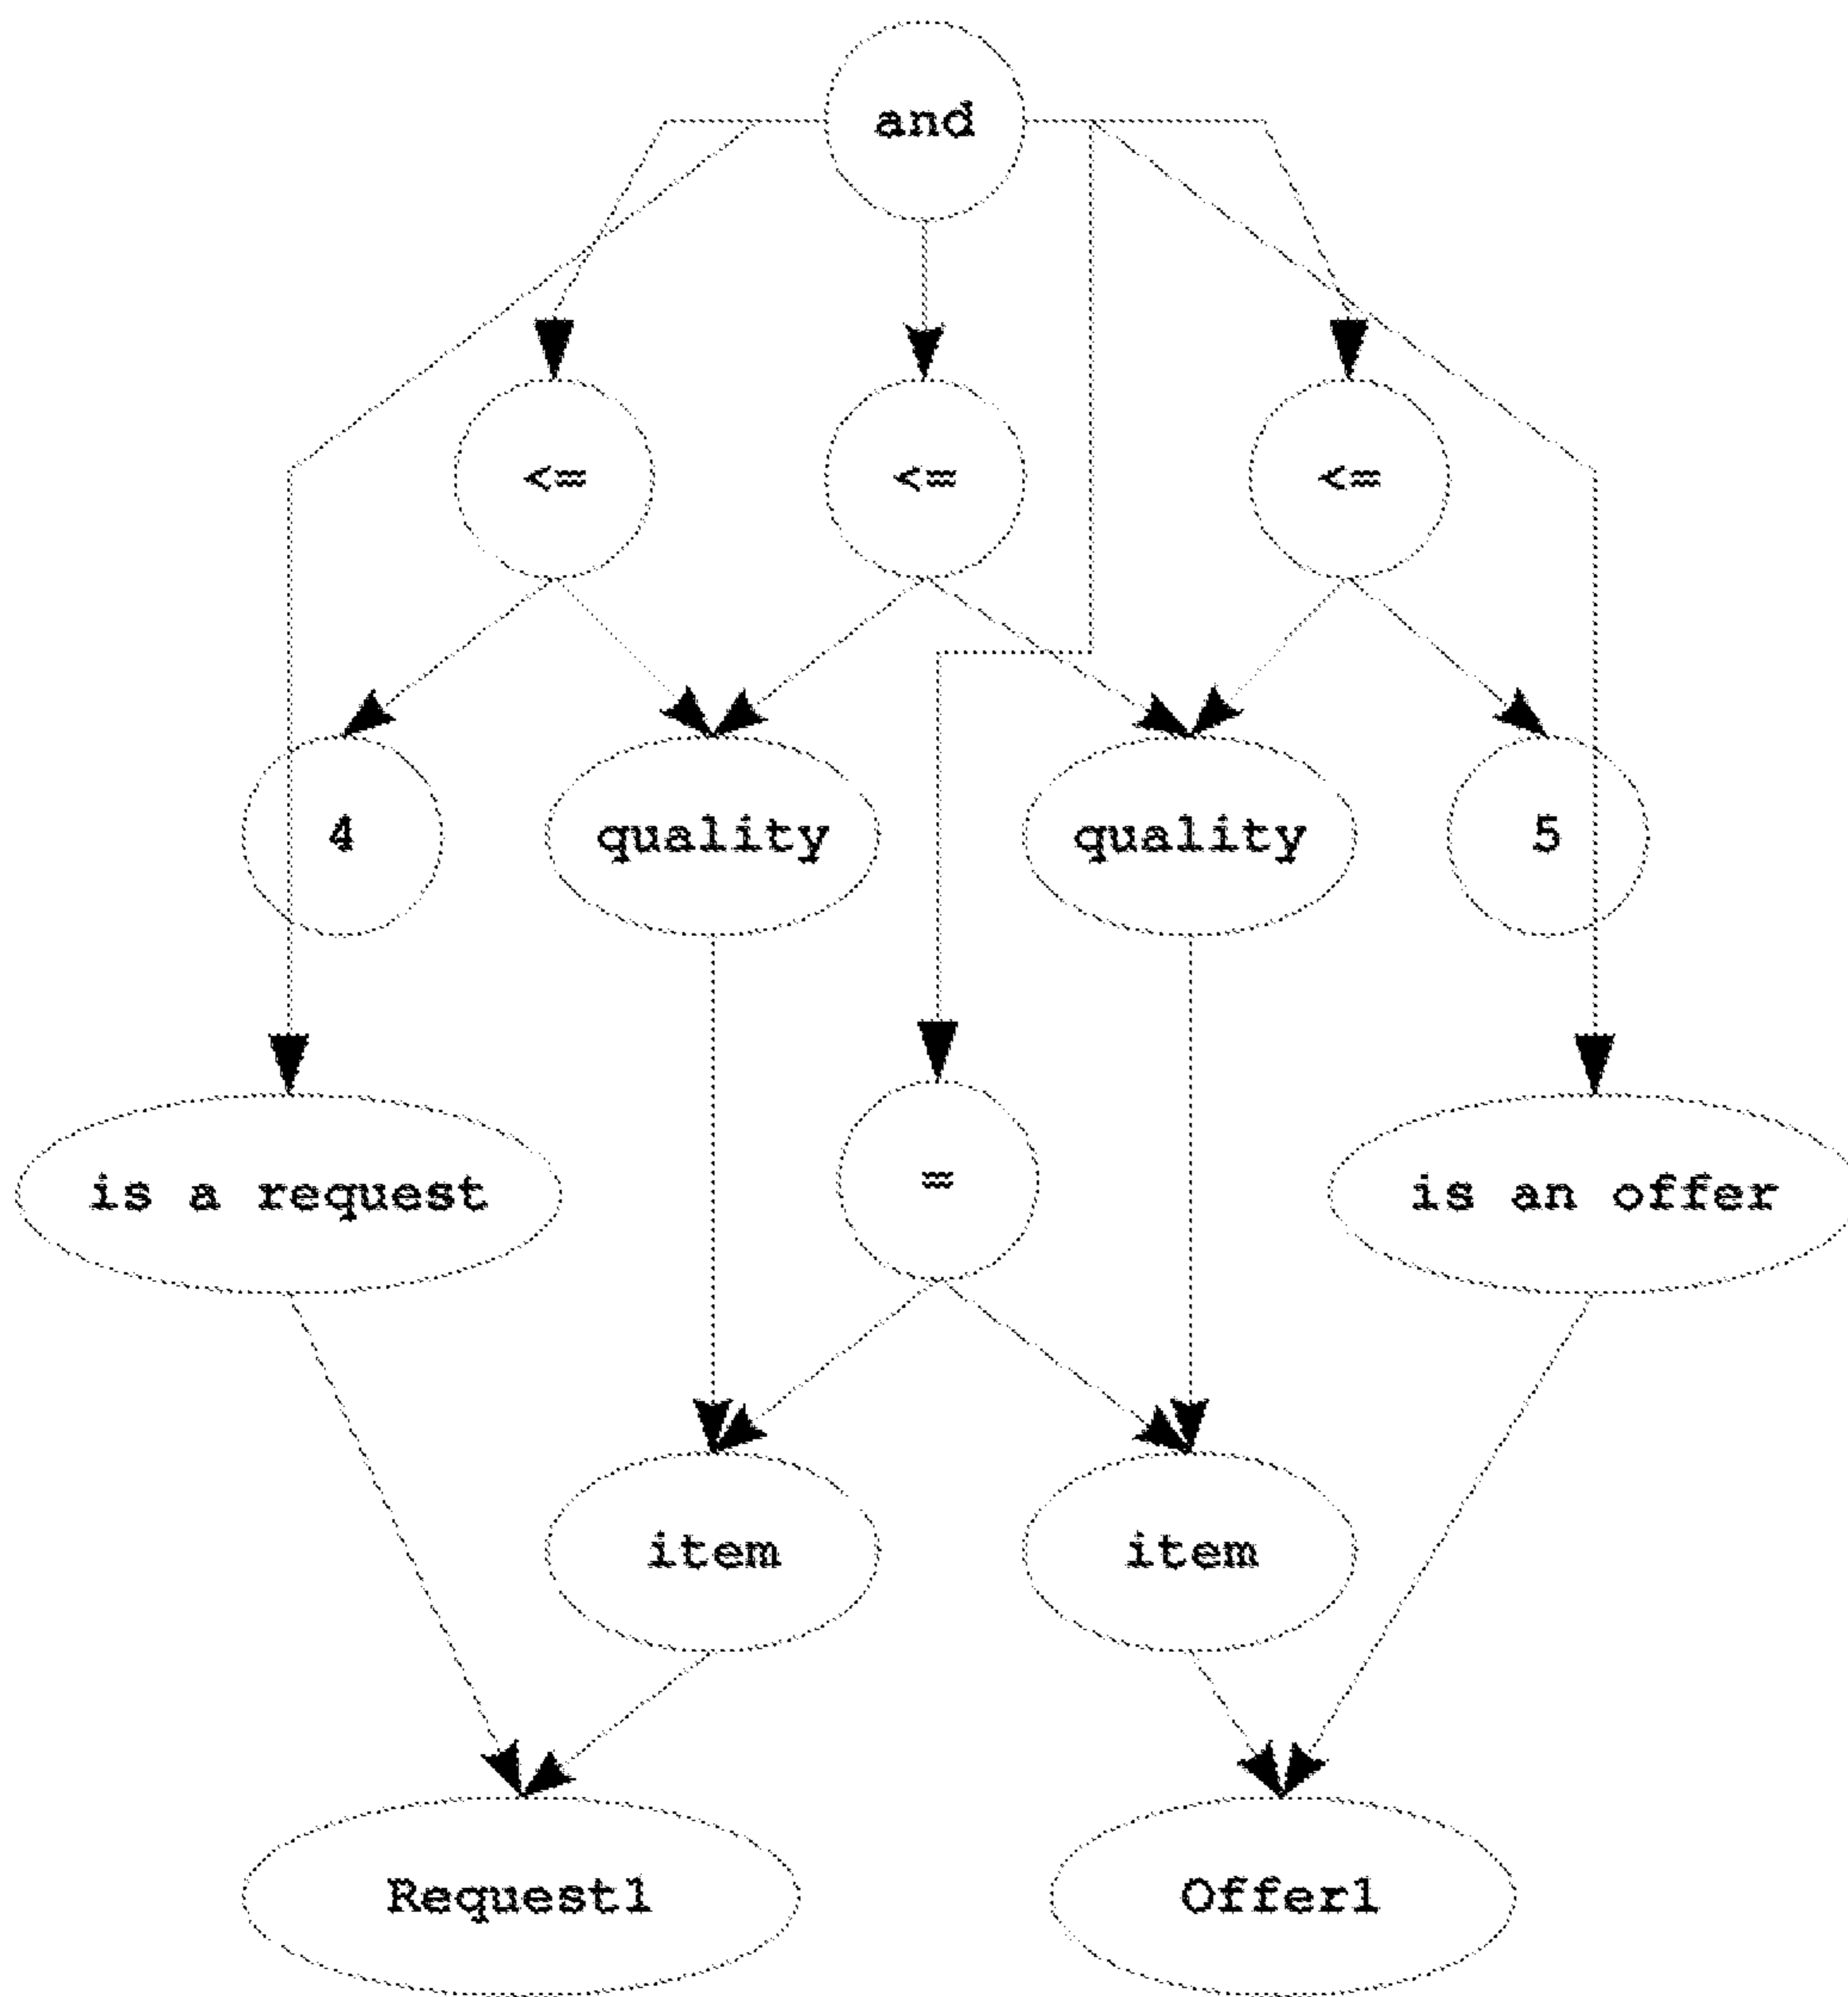 and
<= <= <=
4 quality quality 5
is a request = is an offer
item item
Request1 Offer1